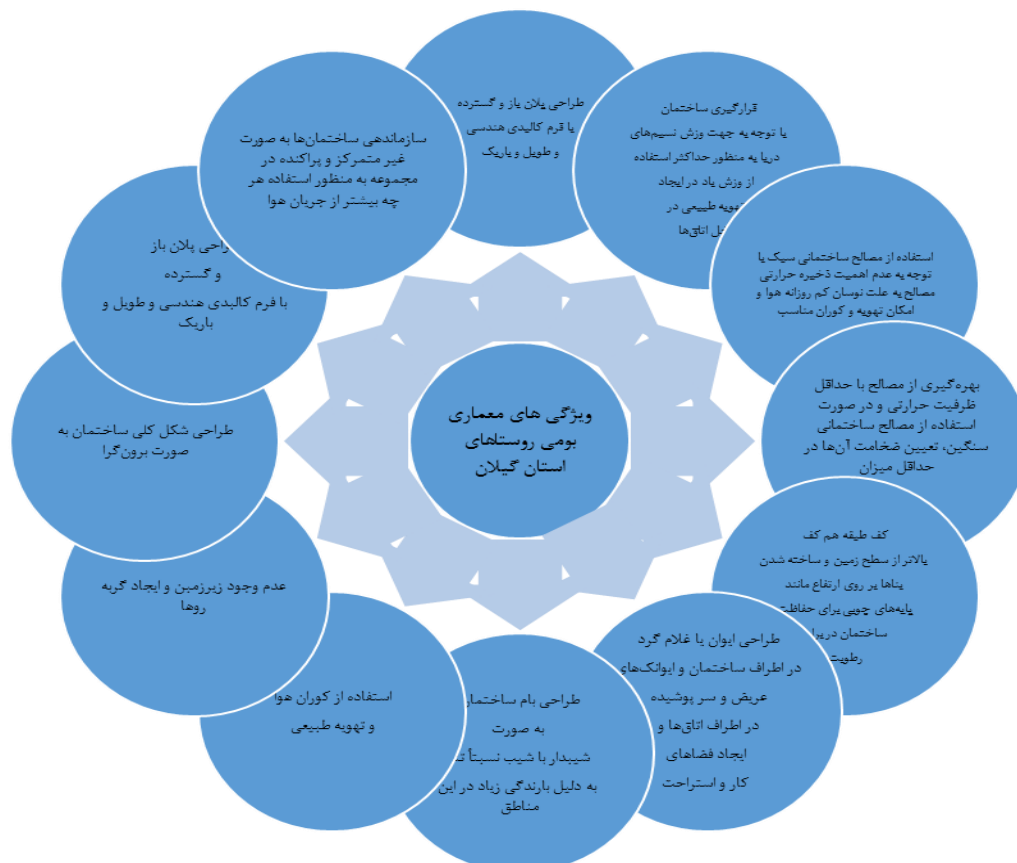 ویژگی های معماری
بومی روستاهای
استان گیلان
طراحی پلان باز و گسترده
با فرم کالبدی هندسی
و طویل و باریک
قرارگیری ساختمان
با توجه به جهت وزش نسیم‌های
دریا به منظور حداکثر استفاده
از وزش باد در ایجاد
تهویه طبیعی در
اتاق‌ها
استفاده از مصالح ساختمانی سبک با
توجه به عدم اهمیت ذخیره حرارتی
مصالح به علت نوسان کم روزانه هوا و
امکان تهویه و کوران مناسب
بهره‌گیری از مصالح با حداقل
ظرفیت حرارتی و در صورت
استفاده از مصالح ساختمانی
سنگین، تعیین ضخامت آن‌ها در
حداقل میزان
کف طبقه هم کف
بالاتر از سطح زمین و ساخته شدن
بناها بر روی ارتفاع مانند
پایه‌های چوبی برای حفاظت
ساختمان در
رطوبت
طراحی ایوان یا غلام گرد
در اطراف ساختمان و ایوانک‌های
عریض و سر پوشیده
در اطراف اتاق‌ها و
ایجاد فضاهای
کار و استراحت
طراحی بام ساختمان
به صورت
شیبدار با شیب نسبتاً
به دلیل بارندگی زیاد در این
مناطق
استفاده از کوران هوا
و تهویه طبیعی
عدم وجود زیرزمین و ایجاد گربه
روها
طراحی شکل کلی ساختمان به
صورت برون‌گرا
طراحی پلان باز
و گسترده
با فرم کالبدی هندسی و طویل و
باریک
سازماندهی ساختمان‌ها به صورت
غیر متمرکز و پراکنده در
مجموعه به منظور استفاده هر
چه بیشتر از جریان هوا